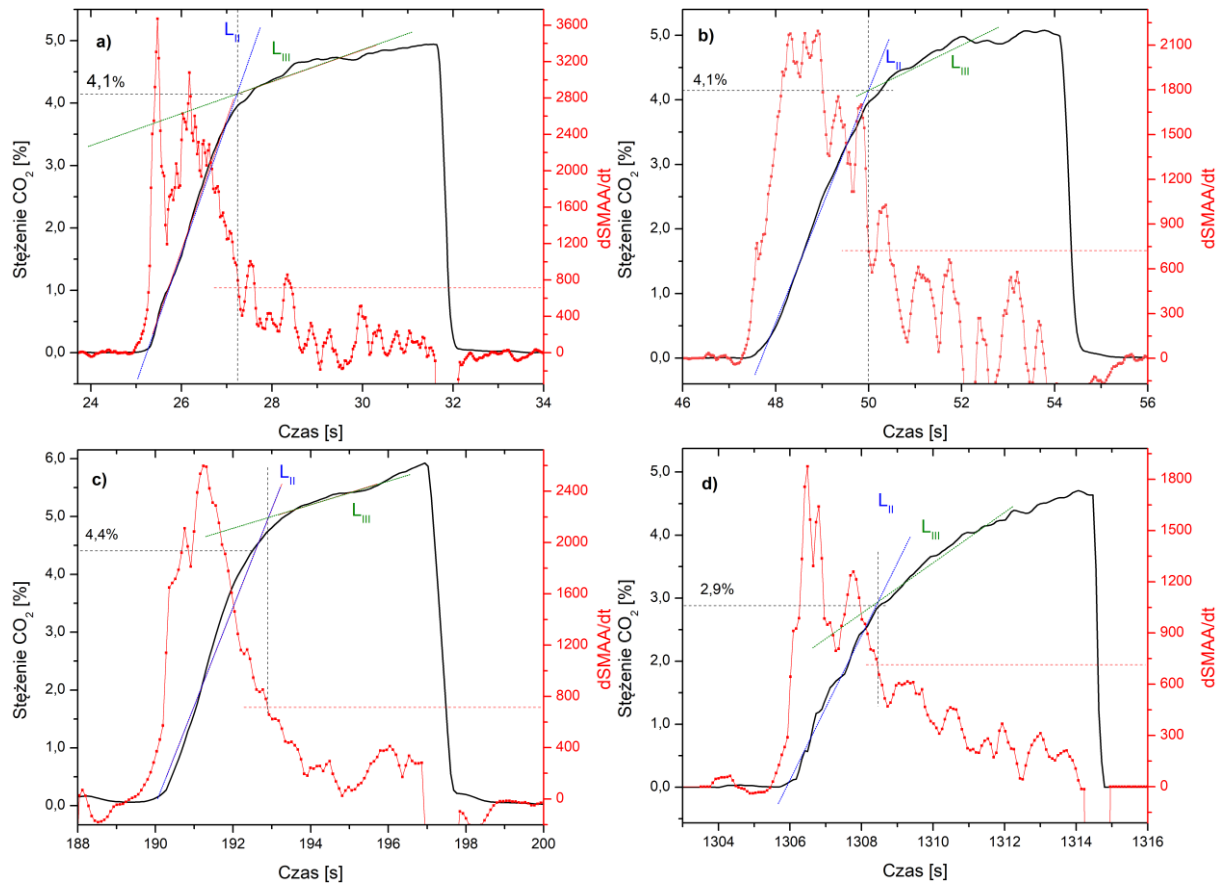 a)
L_II
L_III
4,1%
Stężenie CO₂ [%]
5,0
4,0
3,0
2,0
1,0
0,0
3600
3200
2800
2400
2000
1600
1200
800
400
0
dSMAA/dt
24 26 28 30 32 34
Czas [s]
b)
L_II
L_III
4,1%
Stężenie CO₂ [%]
5,0
4,0
3,0
2,0
1,0
0,0
2100
1800
1500
1200
900
600
300
0
dSMAA/dt
46 48 50 52 54 56
Czas [s]
c)
L_II
L_III
4,4%
Stężenie CO₂ [%]
6,0
5,0
4,0
3,0
2,0
1,0
0,0
2400
2000
1600
1200
800
400
0
dSMAA/dt
188 190 192 194 196 198 200
Czas [s]
d)
L_II
L_III
2,9%
Stężenie CO₂ [%]
5,0
4,0
3,0
2,0
1,0
0,0
1800
1500
1200
900
600
300
0
dSMAA/dt
1304 1306 1308 1310 1312 1314 1316
Czas [s]